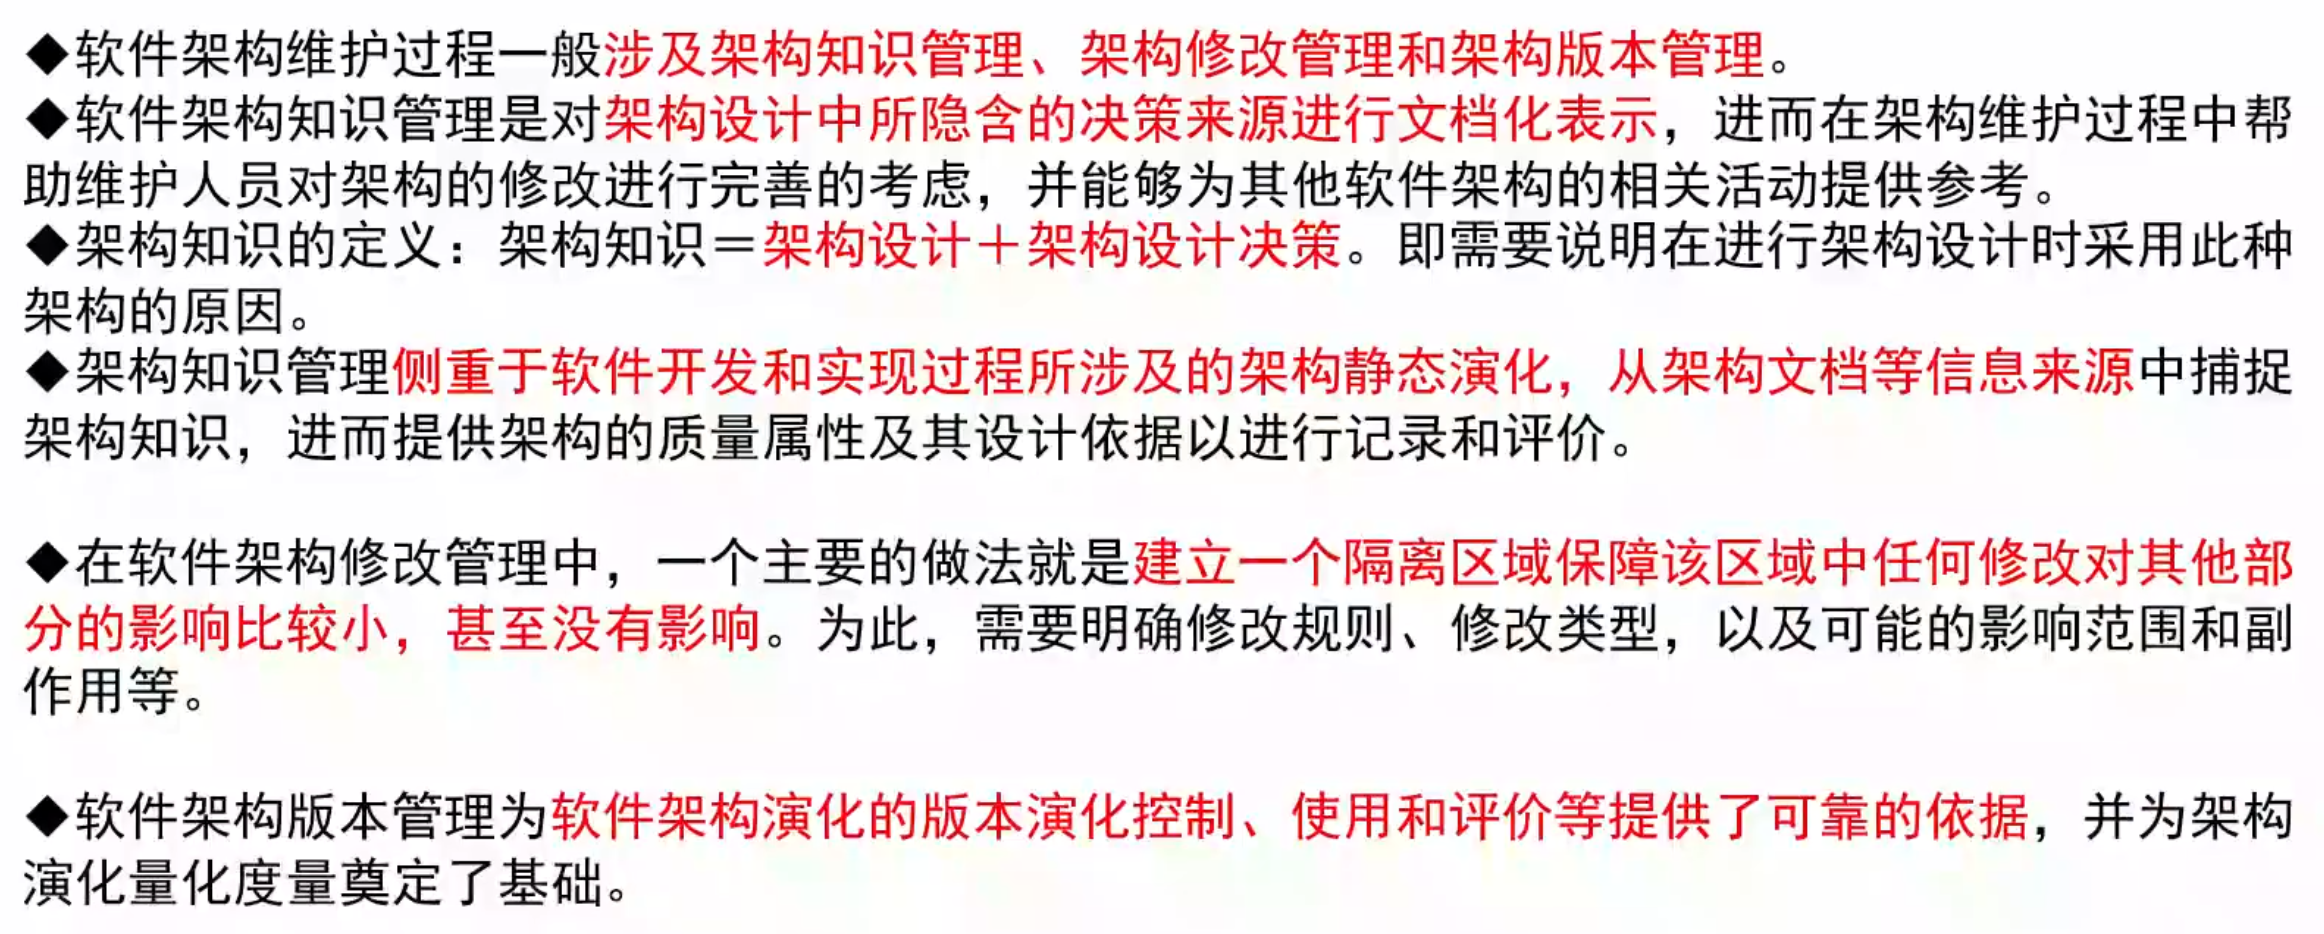 ◆软件架构维护过程一般涉及架构知识管理、架构修改管理和架构版本管理。
◆软件架构知识管理是对架构设计中所隐含的决策来源进行文档化表示，进而在架构维护过程中帮
助维护人员对架构的修改进行完善的考虑，并能够为其他软件架构的相关活动提供参考。
◆架构知识的定义：架构知识＝架构设计＋架构设计决策。即需要说明在进行架构设计时采用此种
架构的原因。
◆架构知识管理侧重于软件开发和实现过程所涉及的架构静态演化，从架构文档等信息来源中捕捉
架构知识，进而提供架构的质量属性及其设计依据以进行记录和评价。
◆在软件架构修改管理中，一个主要的做法就是建立一个隔离区域保障该区域中任何修改对其他部
分的影响比较小，甚至没有影响。为此，需要明确修改规则、修改类型，以及可能的影响范围和副
作用等。
◆软件架构版本管理为软件架构演化的版本演化控制、使用和评价等提供了可靠的依据，并为架构
演化量化度量奠定了基础。